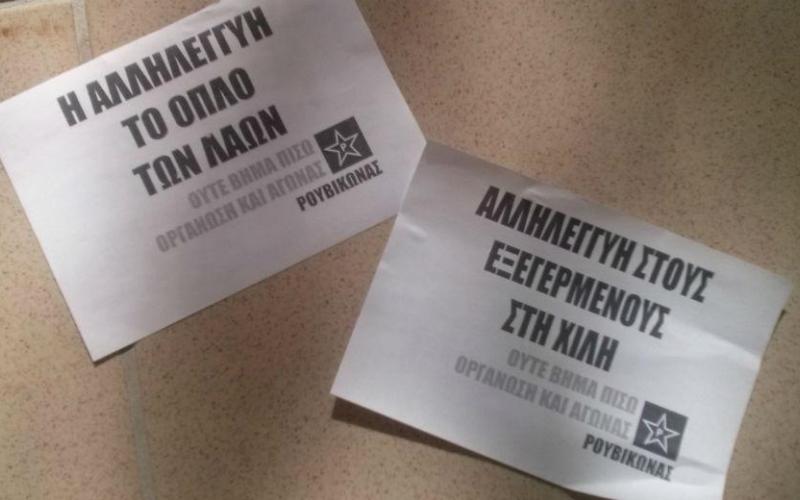 Η ΑΛΛΗΛΕΓΓΥΗ
ΤΟ ΟΠΛΟ
ΤΩΝ ΛΑΩΝ
ΟΥΤΕ ΒΗΜΑ ΠΙΣΩ
ΟΡΓΑΝΩΣΗ ΚΑΙ ΑΓΩΝΑΣ
Ρ
ΡΟΥΒΙΚΩΝΑΣ
ΑΛΛΗΛΕΓΓΥΗ ΣΤΟΥΣ
ΕΞΕΓΕΡΜΕΝΟΥΣ
ΣΤΗ ΧΙΛΗ
ΟΥΤΕ ΒΗΜΑ ΠΙΣΩ
ΟΡΓΑΝΩΣΗ ΚΑΙ ΑΓΩΝΑΣ
Ρ
ΡΟΥΒΙΚΩΝΑΣ